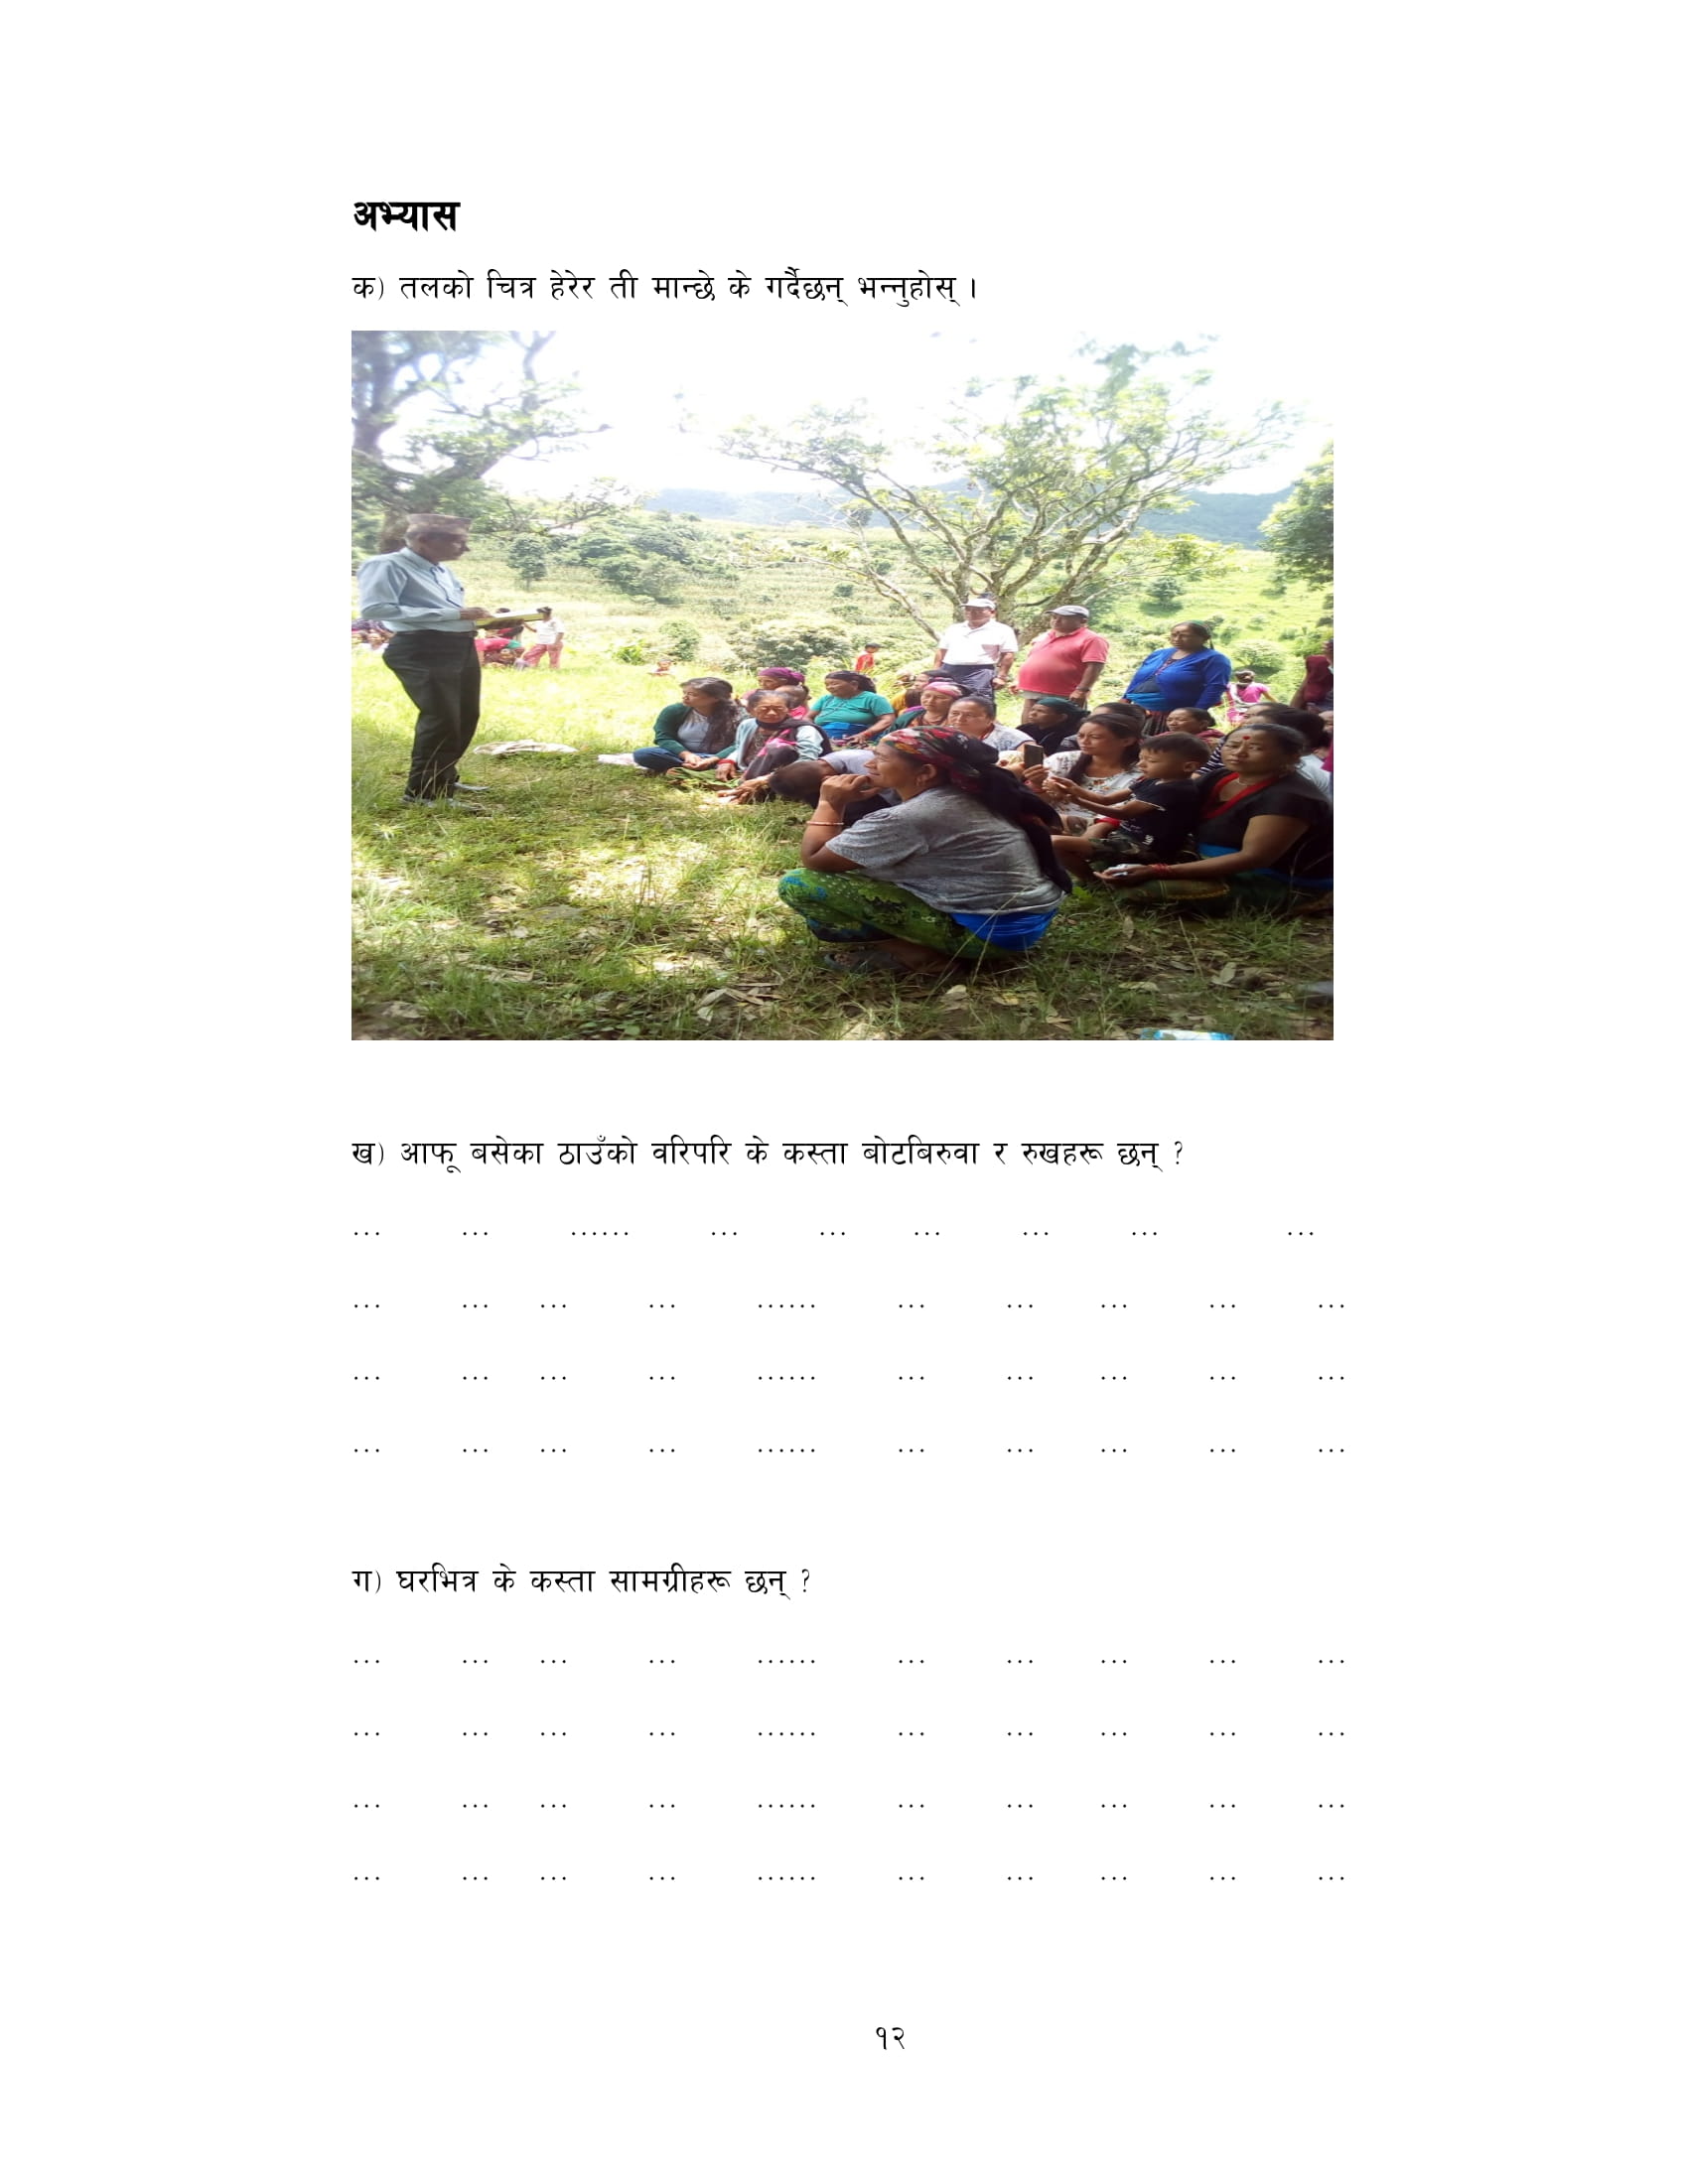 अभ्यास
क) तलको चित्र हेरेर ती मान्छे के गर्दैछन् भन्नुहोस् ।
ख) आफू बसेका ठाउँको वरिपरि के कस्ता बोटबिरुवा र रुखहरू छन् ?
... ... ...... ... ... ... ... ... ...
... ... ... ... ...... ... ... ... ... ...
... ... ... ... ...... ... ... ... ... ...
... ... ... ... ...... ... ... ... ... ...
ग) घरभित्र के कस्ता सामग्रीहरू छन् ?
... ... ... ... ...... ... ... ... ... ...
... ... ... ... ...... ... ... ... ... ...
... ... ... ... ...... ... ... ... ... ...
... ... ... ... ...... ... ... ... ... ...
१२